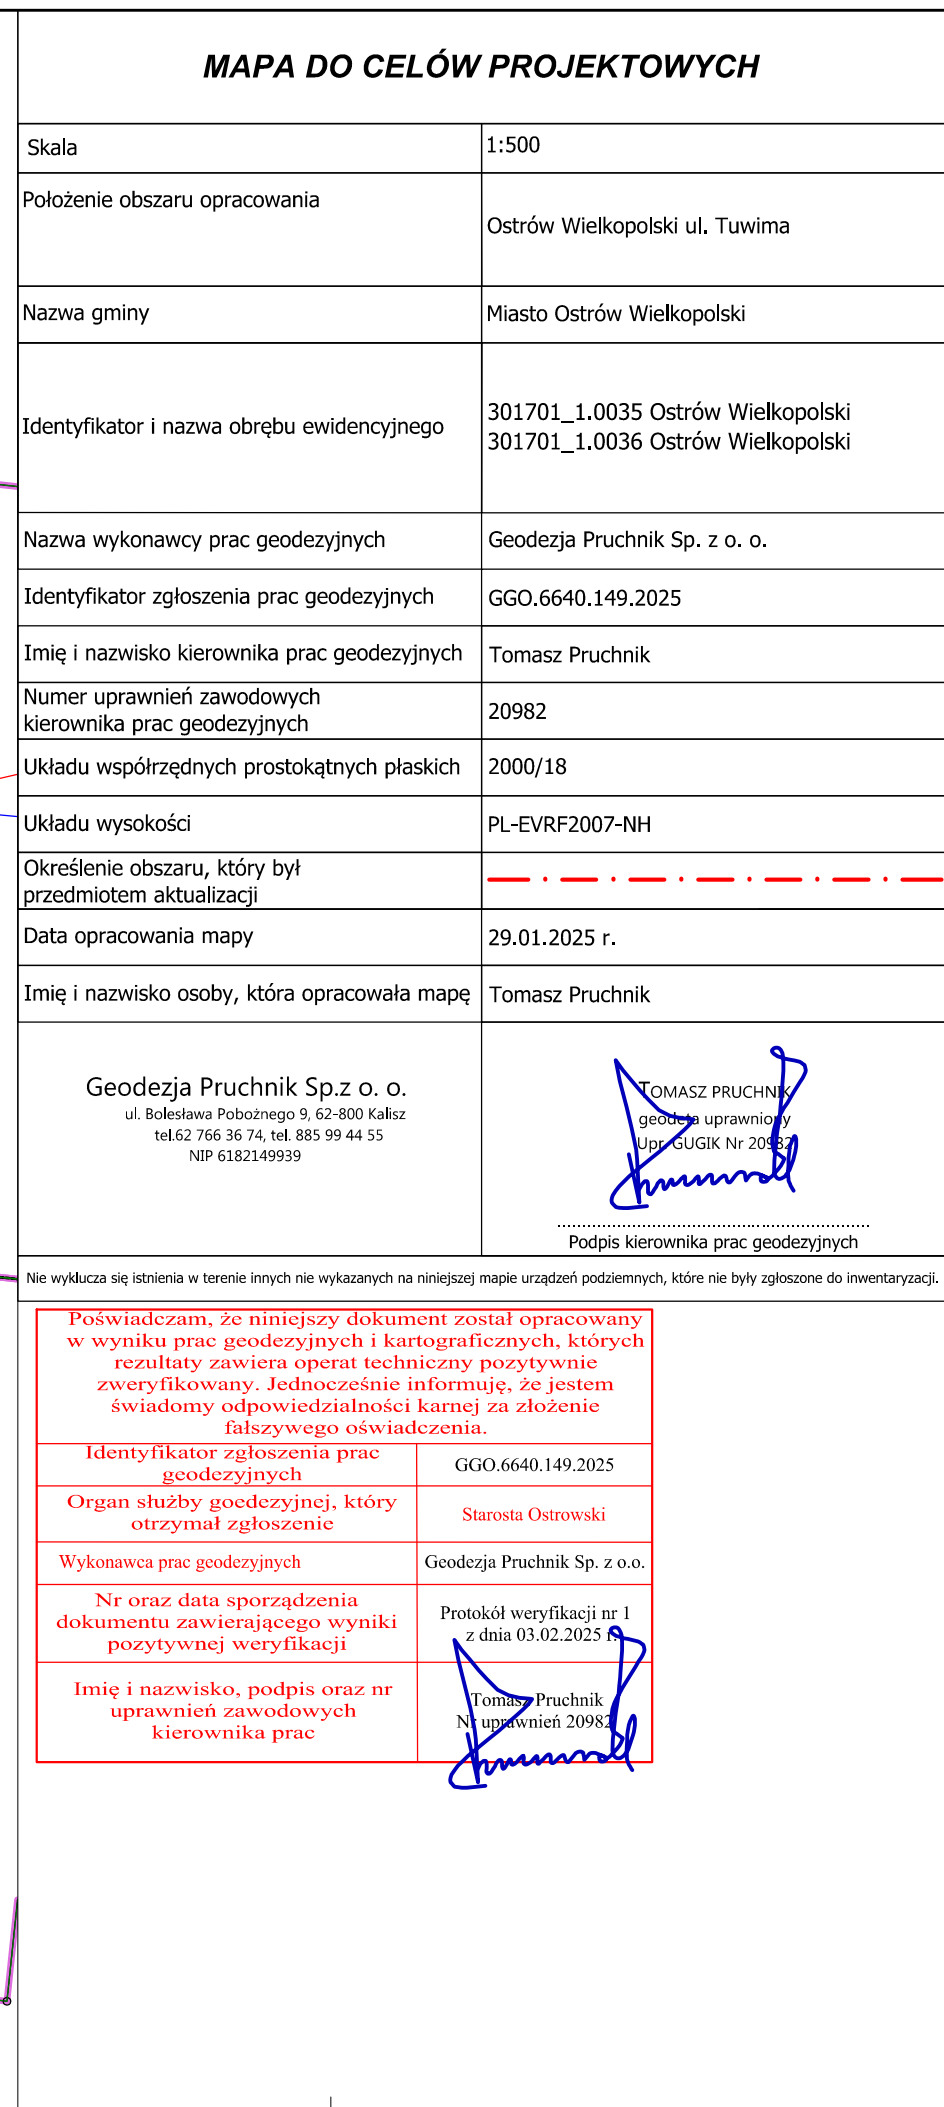 MAPA DO CELÓW PROJEKTOWYCH
Skala
1:500
Położenie obszaru opracowania
Ostrów Wielkopolski ul. Tuwima
Nazwa gminy
Miasto Ostrów Wielkopolski
Identyfikator i nazwa obrębu ewidencyjnego
301701_1.0035 Ostrów Wielkopolski
301701_1.0036 Ostrów Wielkopolski
Nazwa wykonawcy prac geodezyjnych
Geodezja Pruchnik Sp. z o. o.
Identyfikator zgłoszenia prac geodezyjnych
GGO.6640.149.2025
Imię i nazwisko kierownika prac geodezyjnych
Tomasz Pruchnik
Numer uprawnień zawodowych
kierownika prac geodezyjnych
20982
Układu współrzędnych prostokątnych płaskich
2000/18
Układu wysokości
PL-EVRF2007-NH
Określenie obszaru, który był
przedmiotem aktualizacji
Data opracowania mapy
29.01.2025 r.
Imię i nazwisko osoby, która opracowała mapę
Tomasz Pruchnik
Geodezja Pruchnik Sp.z o. o.
ul. Bolesława Pobożnego 9, 62-800 Kalisz
tel.62 766 36 74, tel. 885 99 44 55
NIP 6182149939
TOMASZ PRUCHNIK
geodeta uprawniony
Upr. GUGIK Nr 20982
Podpis kierownika prac geodezyjnych
Nie wyklucza się istnienia w terenie innych nie wykazanych na niniejszej mapie urządzeń podziemnych, które nie były zgłoszone do inwentaryzacji.
Poświadczam, że niniejszy dokument został opracowany
w wyniku prac geodezyjnych i kartograficznych, których
rezultaty zawiera operat techniczny pozytywnie
zweryfikowany. Jednocześnie informuję, że jestem
świadomy odpowiedzialności karnej za złożenie
fałszywego oświadczenia.
Identyfikator zgłoszenia prac
geodezyjnych
GGO.6640.149.2025
Organ służby goedezyjnej, który
otrzymał zgłoszenie
Starosta Ostrowski
Wykonawca prac geodezyjnych
Geodezja Pruchnik Sp. z o.o.
Nr oraz data sporządzenia
dokumentu zawierającego wyniki
pozytywnej weryfikacji
Protokół weryfikacji nr 1
z dnia 03.02.2025 r.
Imię i nazwisko, podpis oraz nr
uprawnień zawodowych
kierownika prac
Tomasz Pruchnik
Nr uprawnień 20982